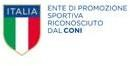 ITALIA
ENTE DI PROMOZIONE
SPORTIVA
RICONOSCIUTO
DAL CONI